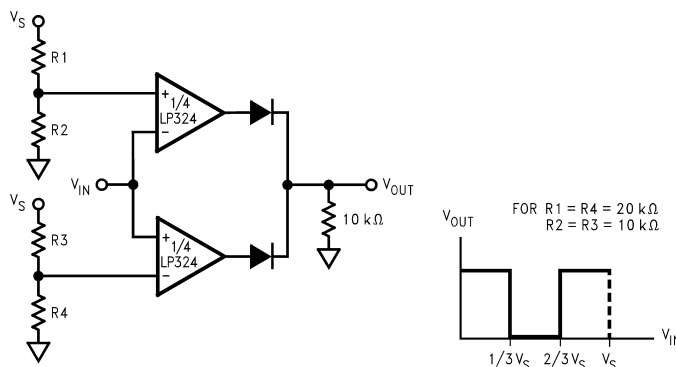 V_S
R1
R2
+
1/4
LP324
−
V_IN
V_OUT
V_S
R3
R4
+
1/4
LP324
−
10 kΩ
V_OUT
FOR R1 = R4 = 20 kΩ
R2 = R3 = 10 kΩ
1/3 V_S 2/3 V_S V_S